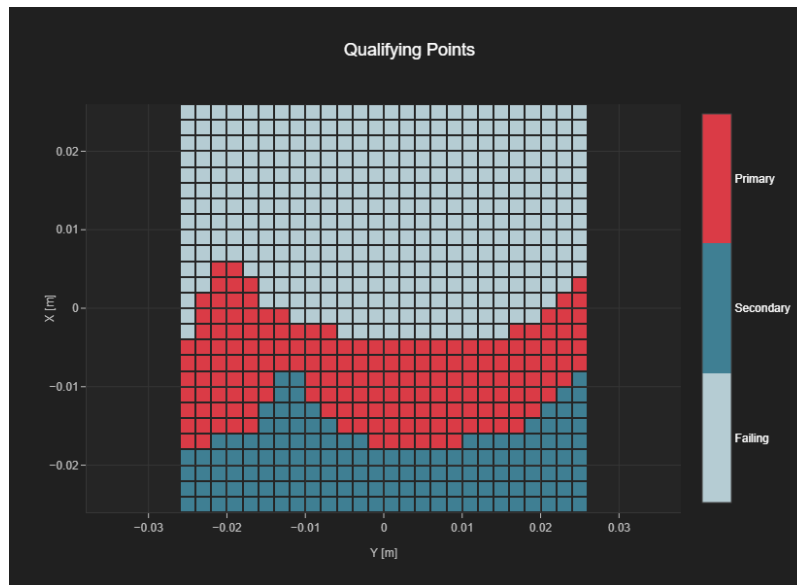 Qualifying Points
0.02
0.01
0
−0.01
−0.02
X [m]
−0.03
−0.02
−0.01
0
0.01
0.02
0.03
Y [m]
Primary
Secondary
Failing